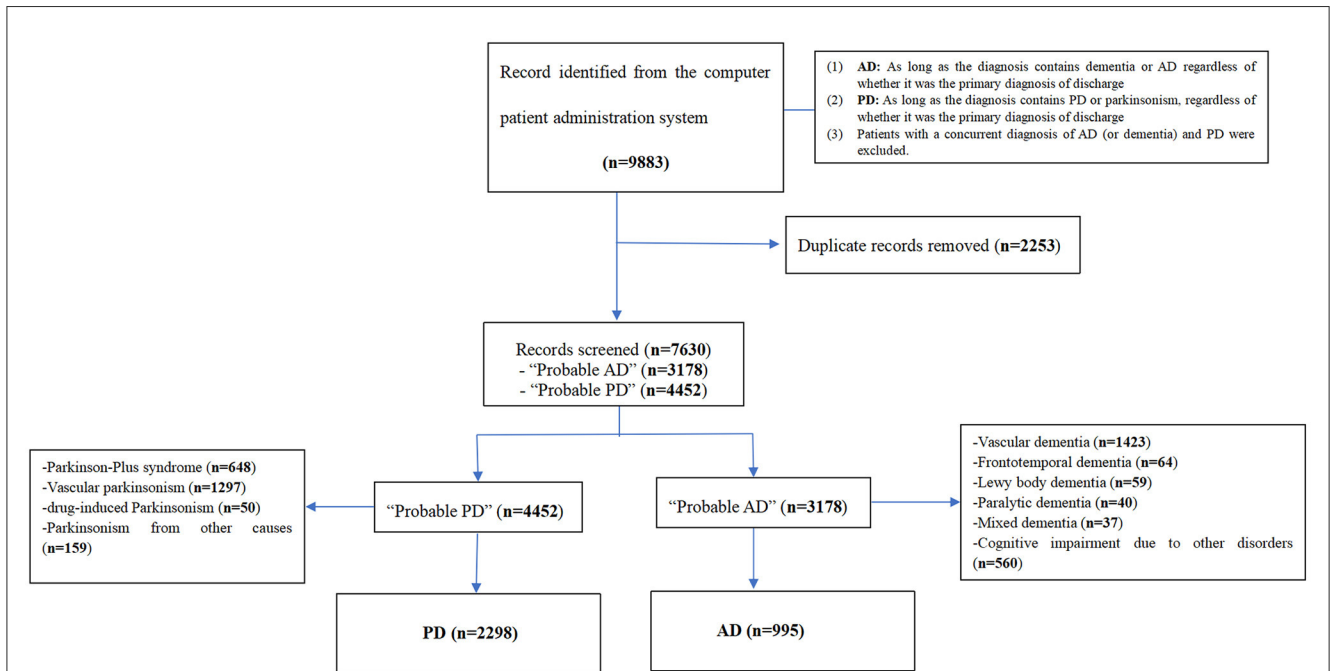 Record identified from the computer
patient administration system
(n=9883)
(1) AD: As long as the diagnosis contains dementia or AD regardless of
whether it was the primary diagnosis of discharge
(2) PD: As long as the diagnosis contains PD or parkinsonism, regardless of
whether it was the primary diagnosis of discharge
(3) Patients with a concurrent diagnosis of AD (or dementia) and PD were
excluded.
Duplicate records removed (n=2253)
Records screened (n=7630)
- “Probable AD” (n=3178)
- “Probable PD” (n=4452)
-Parkinson-Plus syndrome (n=648)
-Vascular parkinsonism (n=1297)
-drug-induced Parkinsonism (n=50)
-Parkinsonism from other causes
(n=159)
“Probable PD” (n=4452)
“Probable AD” (n=3178)
-Vascular dementia (n=1423)
-Frontotemporal dementia (n=64)
-Lewy body dementia (n=59)
-Paralytic dementia (n=40)
-Mixed dementia (n=37)
-Cognitive impairment due to other disorders
(n=560)
PD (n=2298)
AD (n=995)